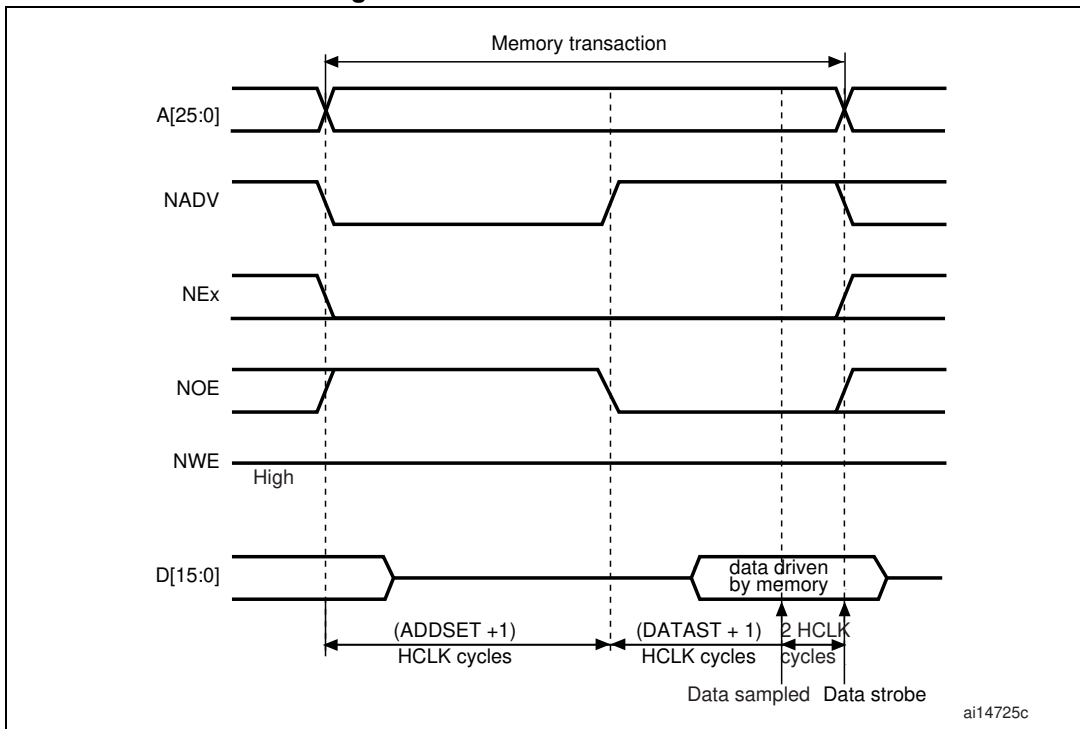 Memory transaction
A[25:0]
NADV
NEx
NOE
NWE
High
D[15:0]
data driven
by memory
(ADDSET +1)
HCLK cycles
(DATAST + 1)
HCLK cycles
2 HCLK
cycles
Data sampled
Data strobe
ai14725c